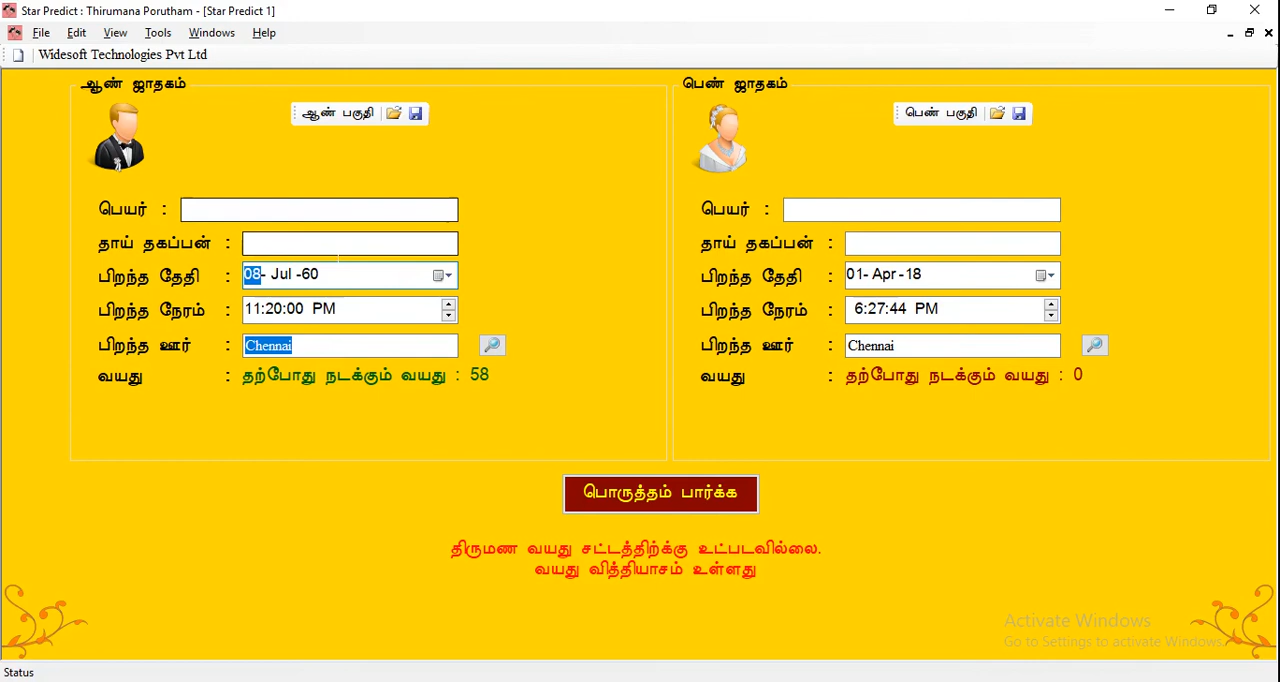 Star Predict : Thirumana Porutham - [Star Predict 1]
File Edit View Tools Windows Help
Widesoft Technologies Pvt Ltd
ஆண் ஜாதகம்
ஆண் பகுதி
பெயர் :
தாய் தகப்பன் :
பிறந்த தேதி : 08- Jul -60
பிறந்த நேரம் : 11:20:00 PM
பிறந்த ஊர் : Chennai
வயது : தற்போது நடக்கும் வயது : 58
பெண் ஜாதகம்
பெண் பகுதி
பெயர் :
தாய் தகப்பன் :
பிறந்த தேதி : 01- Apr -18
பிறந்த நேரம் : 6:27:44 PM
பிறந்த ஊர் : Chennai
வயது : தற்போது நடக்கும் வயது : 0
பொருத்தம் பார்க்க
திருமண வயது சட்டத்திற்க்கு உட்படவில்லை.
வயது வித்தியாசம் உள்ளது
Activate Windows
Go to Settings to activate Windows.
Status